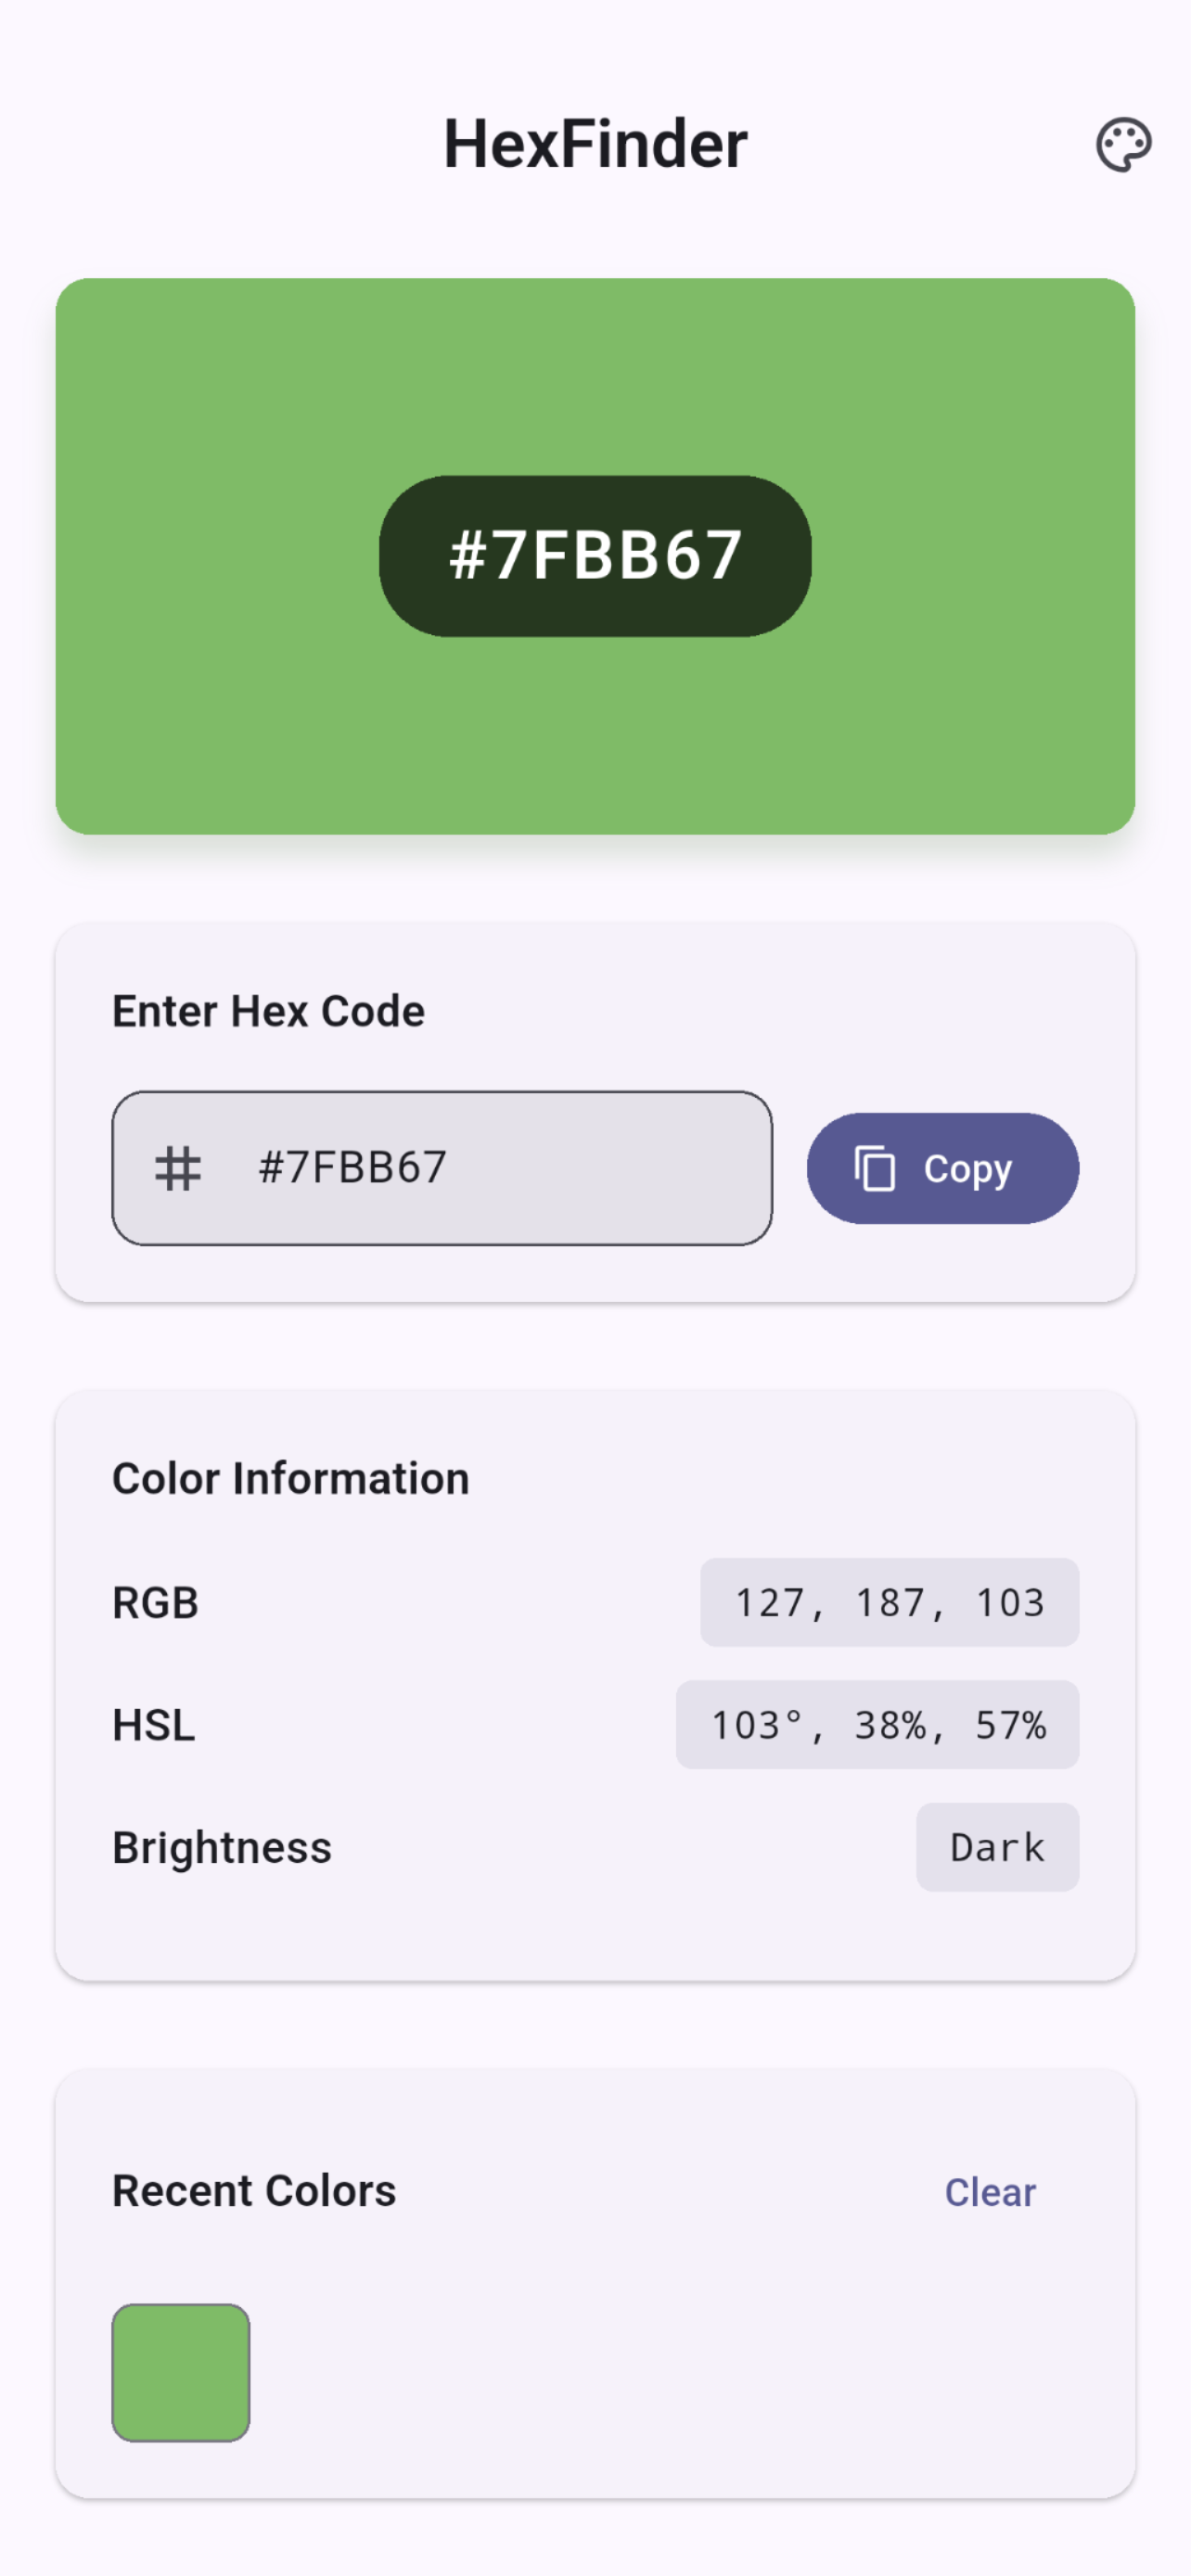 HexFinder
#7FBB67
Enter Hex Code
#7FBB67
Copy
Color Information
RGB 127, 187, 103
HSL 103°, 38%, 57%
Brightness Dark
Recent Colors Clear